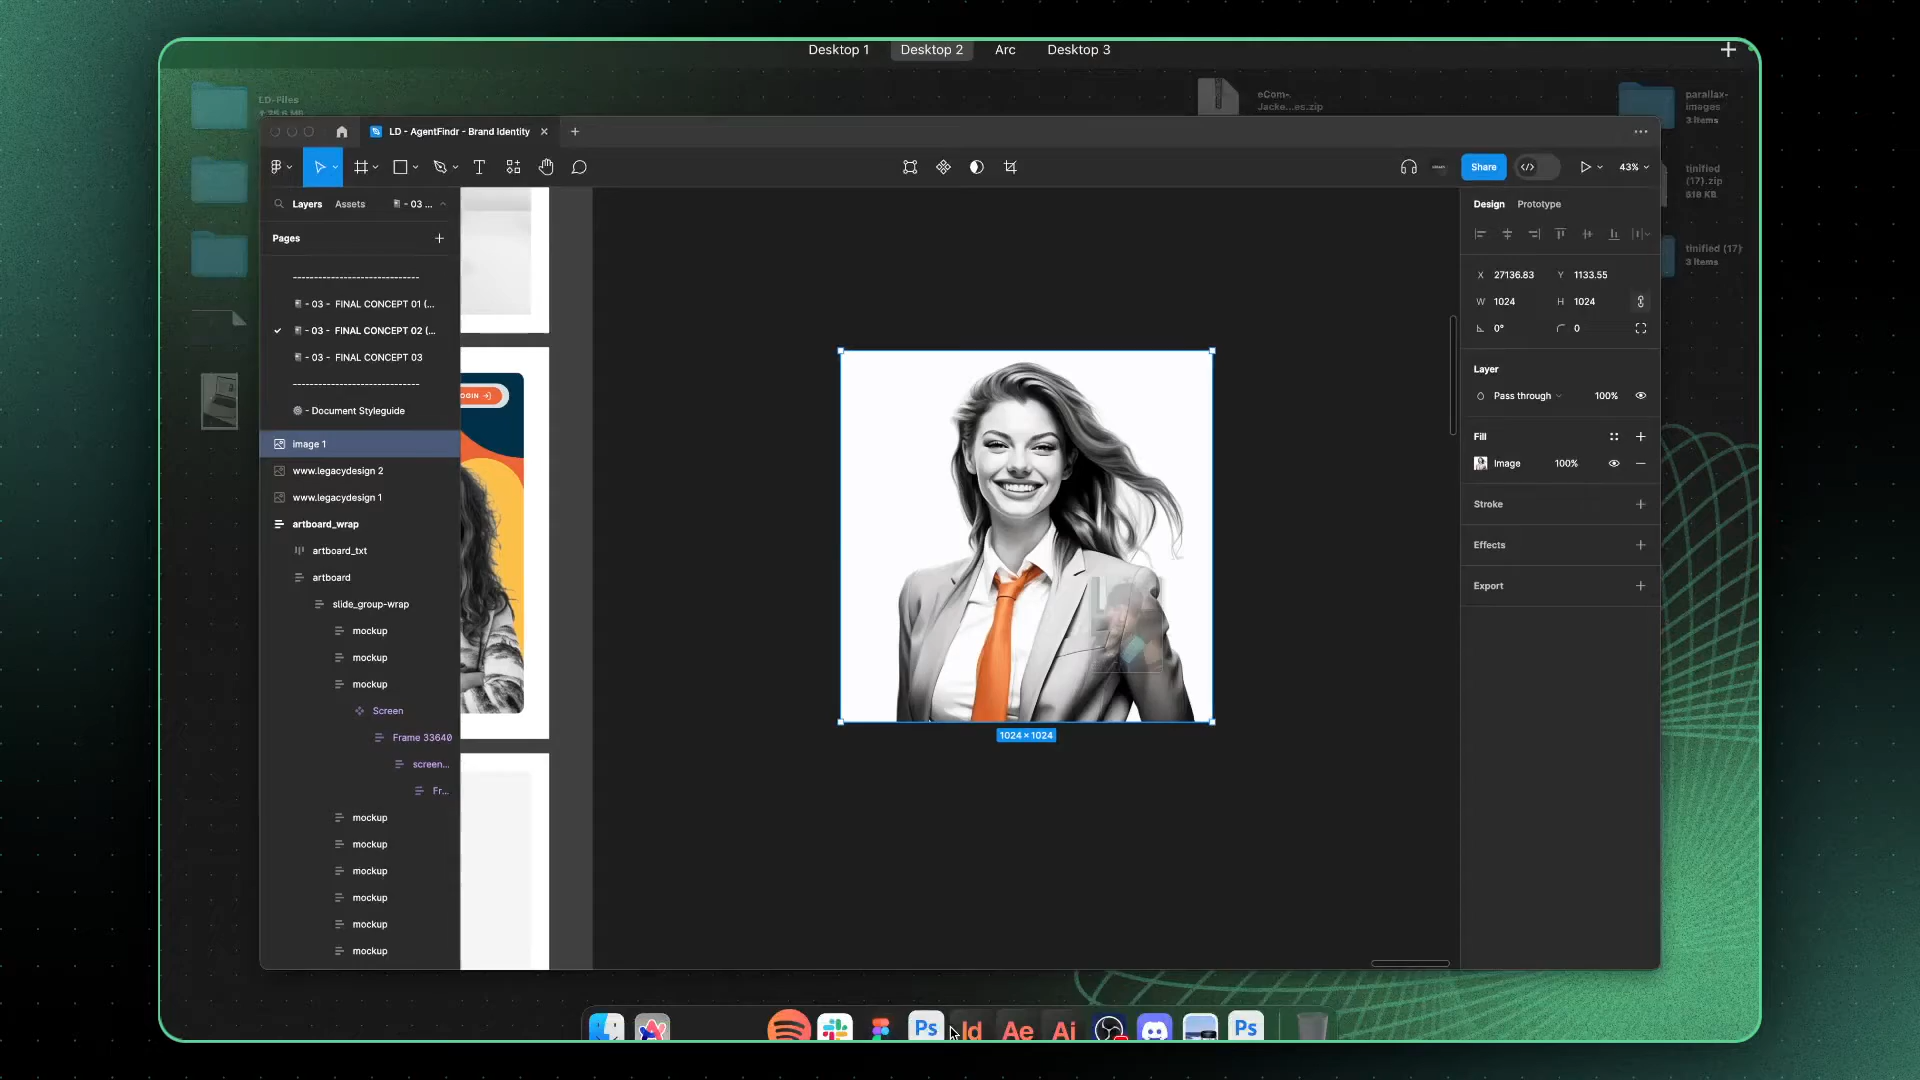 Desktop 1
Desktop 2
Arc
Desktop 3
LD-Files
eCom-
Jacke...es.zip
parallax-
images
3 items
tinified
(17).zip
618 KB
tinified (17)
3 items
LD - AgentFindr - Brand Identity
Share
43%
Layers
Assets
- 03 ...
Pages
------------------------------
- 03 - FINAL CONCEPT 01 (...
- 03 - FINAL CONCEPT 02 (...
- 03 - FINAL CONCEPT 03
------------------------------
- Document Styleguide
image 1
www.legacydesign 2
www.legacydesign 1
artboard_wrap
artboard_txt
artboard
slide_group-wrap
mockup
mockup
mockup
Screen
Frame 33640
screen...
Fr...
mockup
mockup
mockup
mockup
mockup
mockup
OGIN
1024 × 1024
Design
Prototype
X 27136.83
Y 1133.55
W 1024
H 1024
0°
0
Layer
Pass through
100%
Fill
Image
100%
Stroke
Effects
Export
Ps
Id
Ae
Ai
Ps